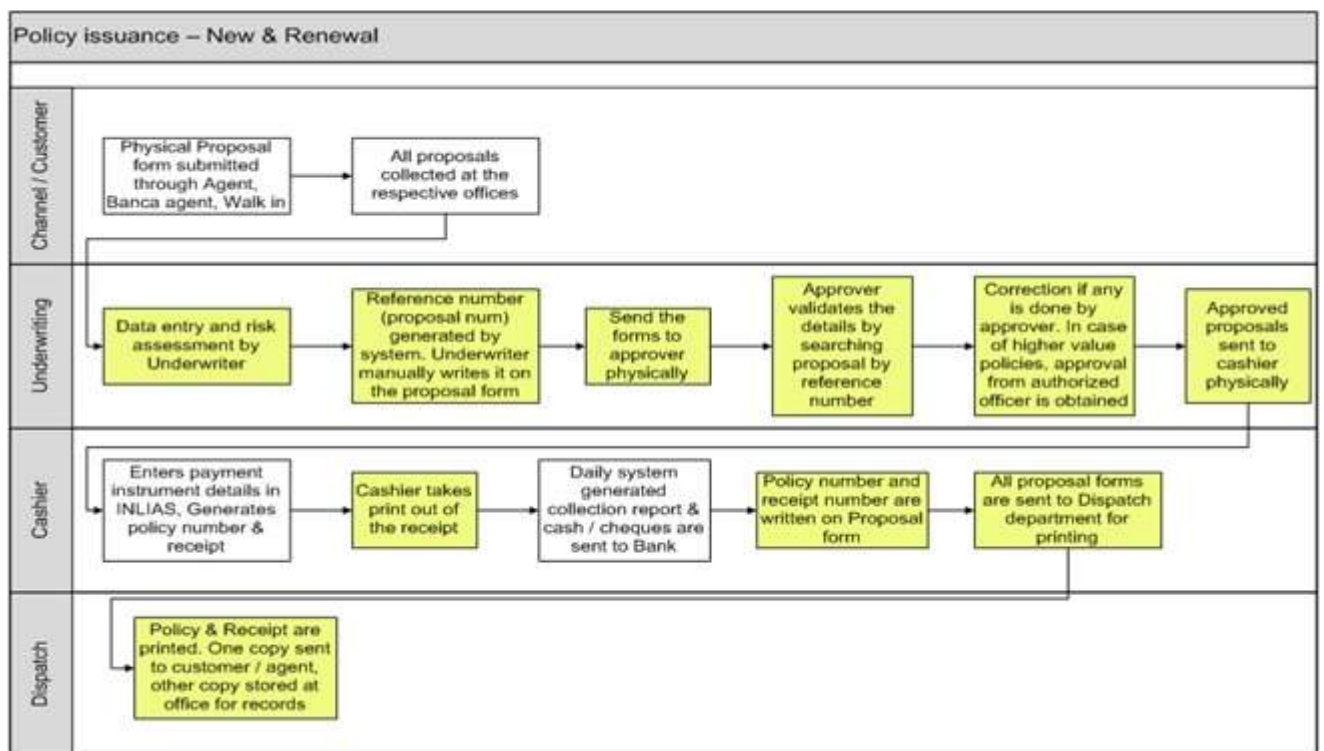 Policy issuance – New & Renewal
Channel / Customer
Physical Proposal
form submitted
through Agent,
Banca agent, Walk in
All proposals
collected at the
respective offices
Underwriting
Data entry and risk
assessment by
Underwriter
Reference number
(proposal num)
generated by
system. Underwriter
manually writes it on
the proposal form
Send the
forms to
approver
physically
Approver
validates the
details by
searching
proposal by
reference
number
Correction if any
is done by
approver. In case
of higher value
policies, approval
from authorized
officer is obtained
Approved
proposals
sent to
cashier
physically
Cashier
Enters payment
instrument details in
INLIAS, Generates
policy number &
receipt
Cashier takes
print out of
the receipt
Daily system
generated
collection report &
cash / cheques are
sent to Bank
Policy number and
receipt number are
written on Proposal
form
All proposal forms
are sent to Dispatch
department for
printing
Dispatch
Policy & Receipt are
printed. One copy sent
to customer / agent,
other copy stored at
office for records